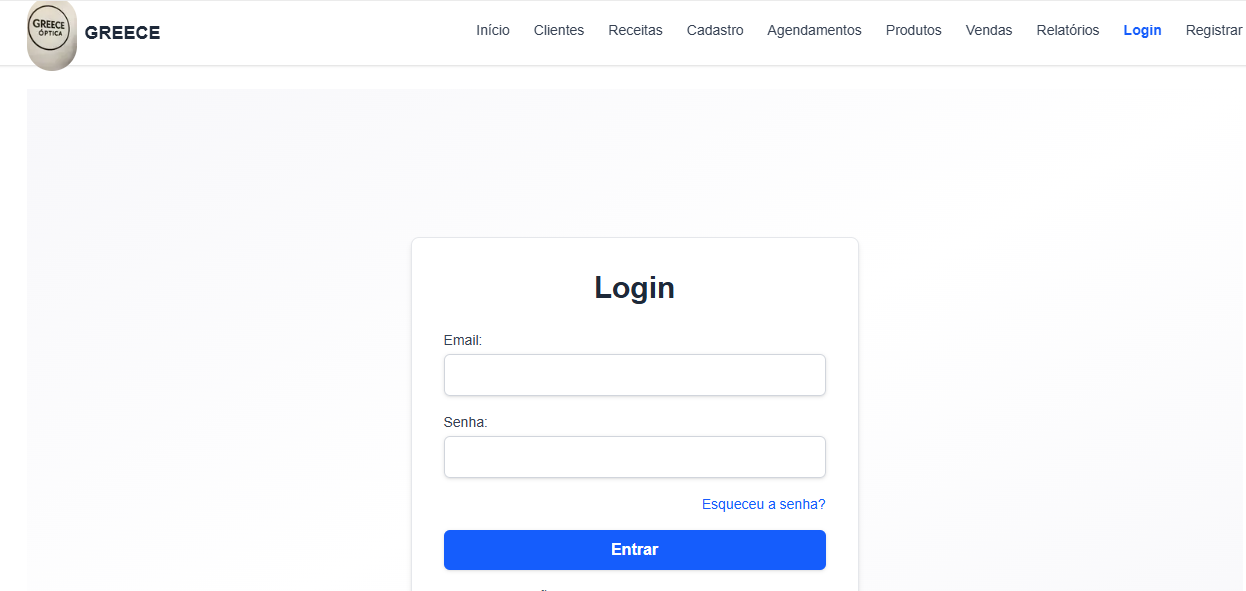 GREECE
ÓPTICA
GREECE
Início Clientes Receitas Cadastro Agendamentos Produtos Vendas Relatórios Login Registrar
Login
Email:
Senha:
Esqueceu a senha?
Entrar